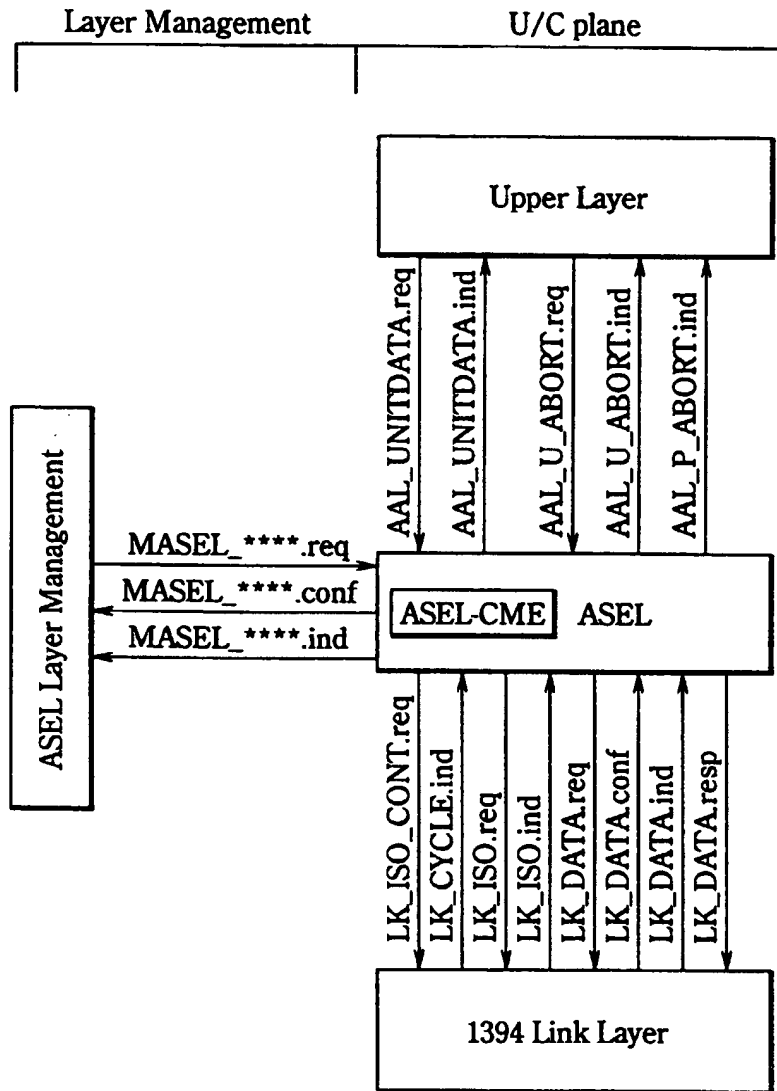 Layer Management
U/C plane
Upper Layer
AAL_UNITDATA.req
AAL_UNITDATA.ind
AAL_U_ABORT.req
AAL_U_ABORT.ind
AAL_P_ABORT.ind
ASEL Layer Management
MASEL_****.req
MASEL_****.conf
MASEL_****.ind
ASEL-CME
ASEL
LK_ISO_CONT.req
LK_CYCLE.ind
LK_ISO.req
LK_ISO.ind
LK_DATA.req
LK_DATA.conf
LK_DATA.ind
LK_DATA.resp
1394 Link Layer